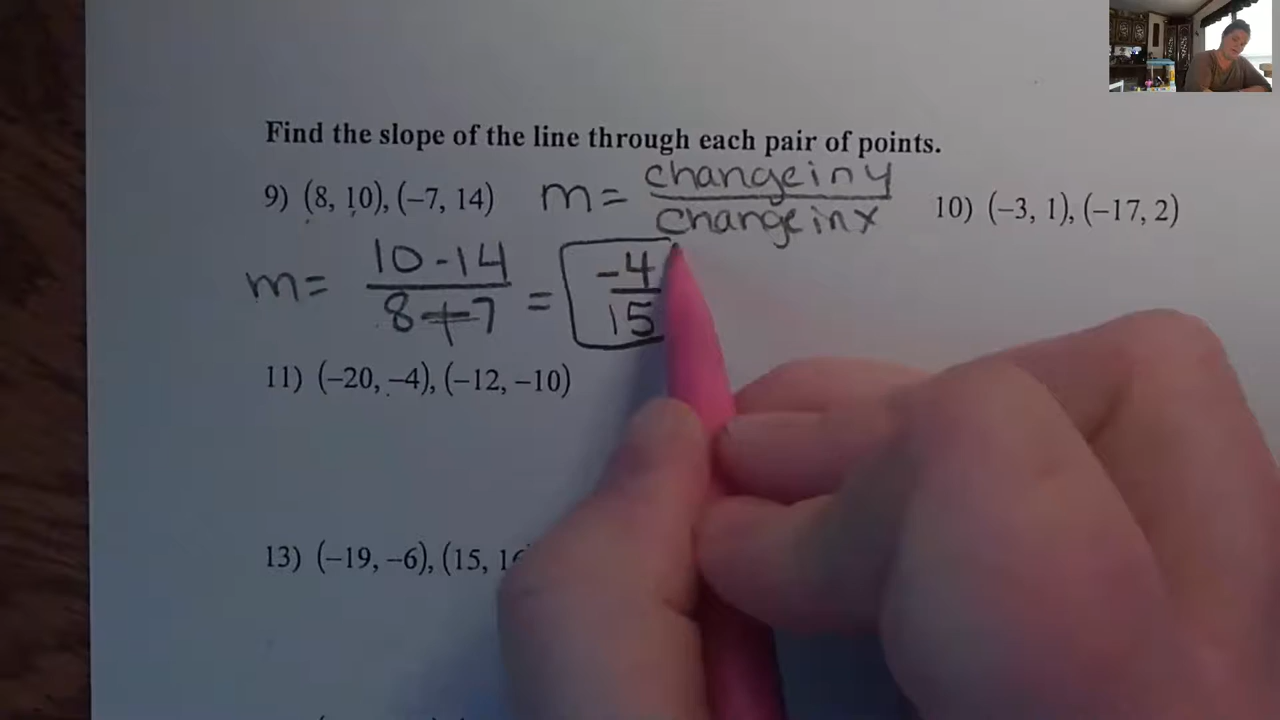 Find the slope of the line through each pair of points.
9) (8, 10), (−7, 14) m = change in y / change in x
10) (−3, 1), (−17, 2)
m = 10 - 14 / 8 + 7 = -4 / 15
11) (−20, −4), (−12, −10)
13) (−19, −6), (15, 16